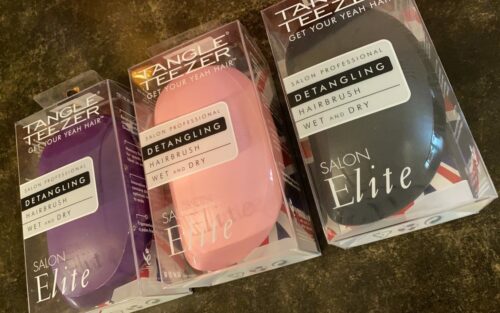 TANGLE
TEEZER
GET YOUR YEAH HAIR
SALON PROFESSIONAL
DETANGLING
HAIRBRUSH
WET AND DRY
SALON
Elite
TANGLE
TEEZER
GET YOUR YEAH HAIR
SALON PROFESSIONAL
DETANGLING
HAIRBRUSH
WET AND DRY
SALON
Elite
TANGLE
TEEZER
GET YOUR YEAH HAIR
SALON PROFESSIONAL
DETANGLING
HAIRBRUSH
WET AND DRY
SALON
Elite